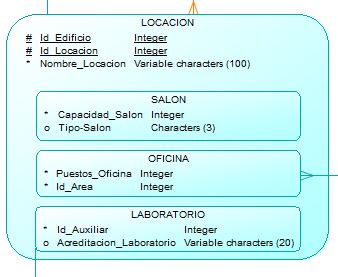 LOCACION
# Id_Edificio Integer
# Id_Locacion Integer
* Nombre_Locacion Variable characters (100)
SALON
* Capacidad_Salon Integer
o Tipo-Salon Characters (3)
OFICINA
* Puestos_Oficina Integer
* Id_Area Integer
LABORATORIO
* Id_Auxiliar Integer
o Acreditacion_Laboratorio Variable characters (20)